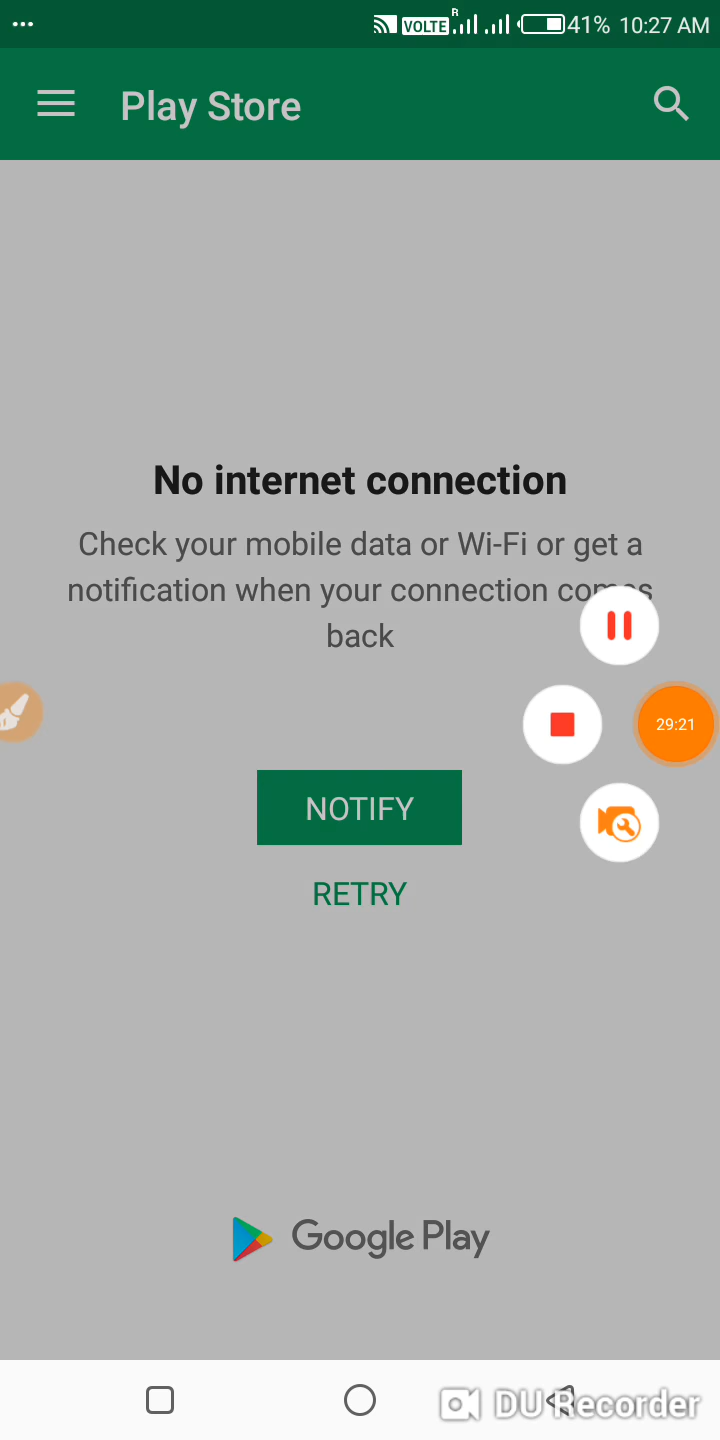 VOLTE R 41% 10:27 AM
Play Store
No internet connection
Check your mobile data or Wi-Fi or get a
notification when your connection comes
back
29:21
NOTIFY
RETRY
Google Play
DU Recorder